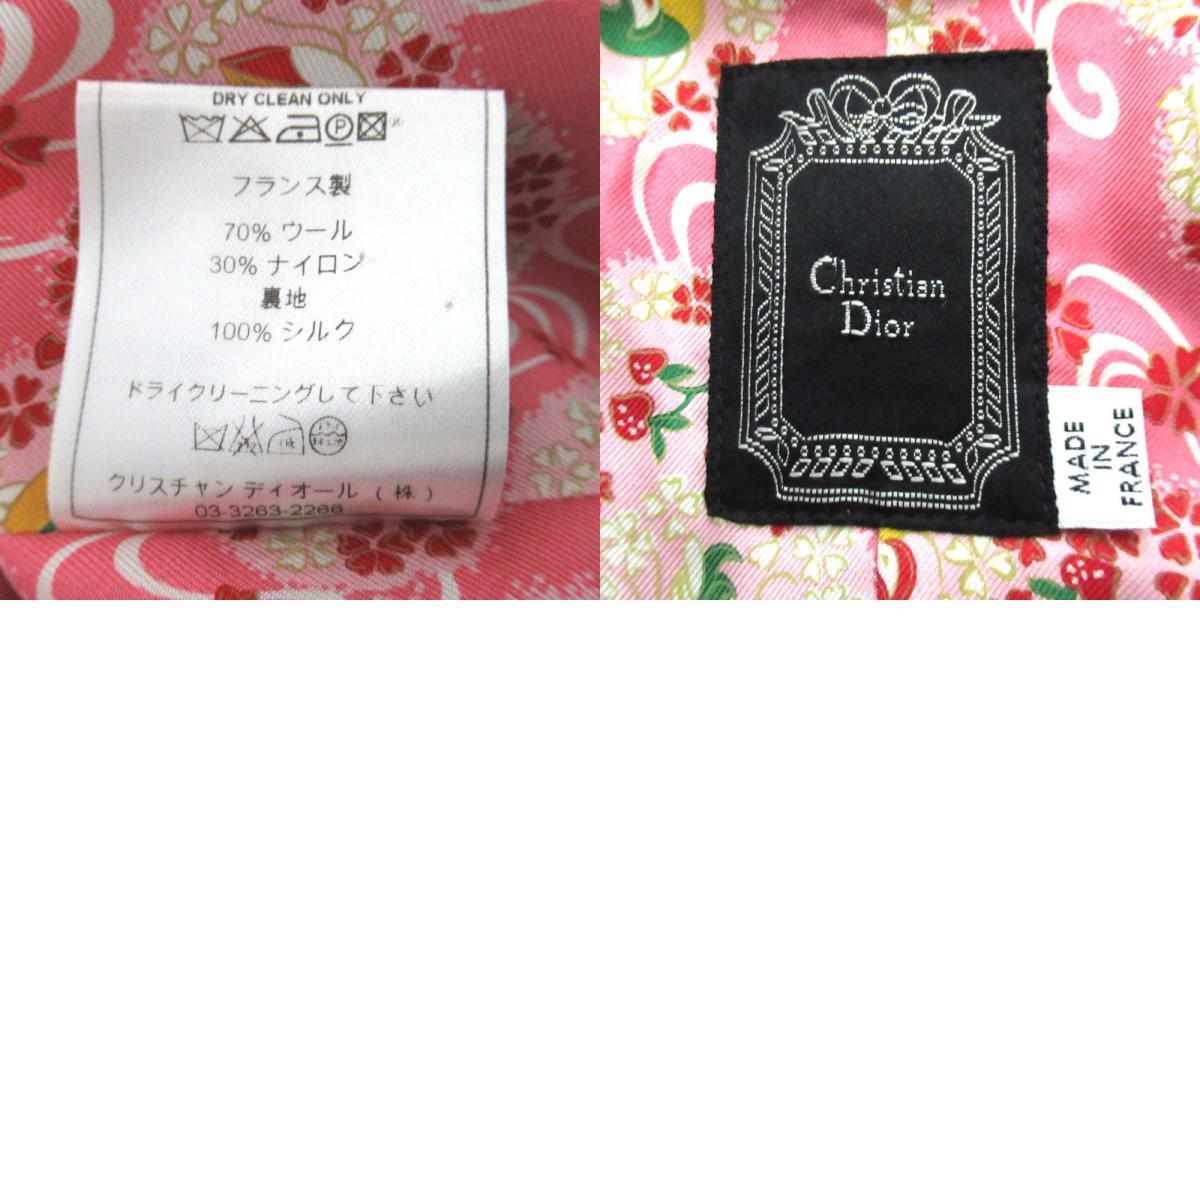 DRY CLEAN ONLY
フランス製
70% ウール
30% ナイロン
裏地
100% シルク
ドライクリーニングして下さい
クリスチャン ディオール ( 株 )
03-3263-2266
Christian
Dior
MADE
IN
FRANCE